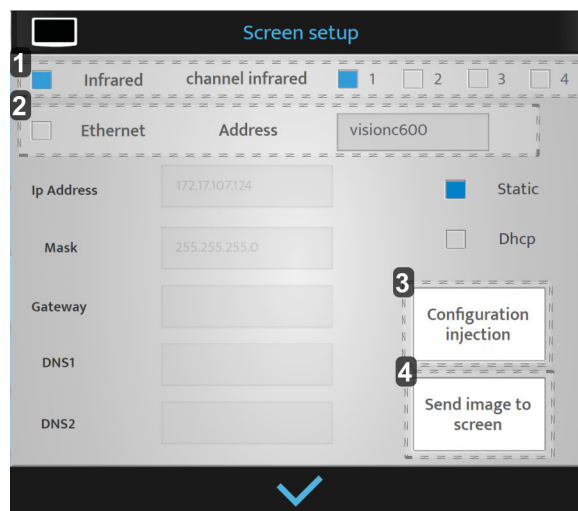 Screen setup
1
Infrared channel infrared 1 2 3 4
2
Ethernet Address visionc600
Ip Address 172.17.107.124 Static
Mask 255.255.255.0 Dhcp
3
Gateway
Configuration
injection
DNS1
4
Send image to
screen
DNS2